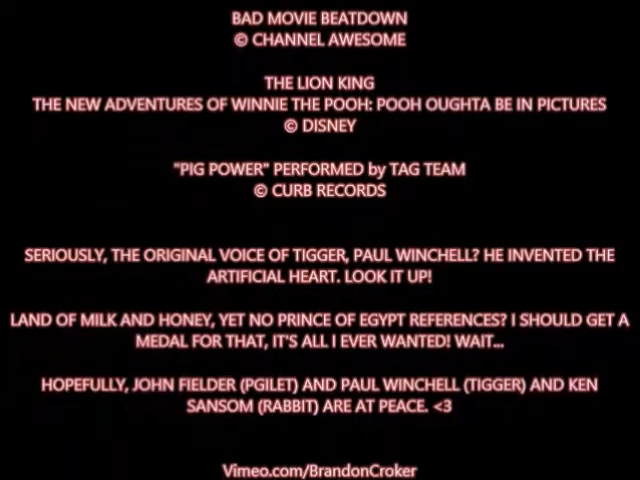 BAD MOVIE BEATDOWN
© CHANNEL AWESOME
THE LION KING
THE NEW ADVENTURES OF WINNIE THE POOH: POOH OUGHTA BE IN PICTURES
© DISNEY
"PIG POWER" PERFORMED by TAG TEAM
© CURB RECORDS
SERIOUSLY, THE ORIGINAL VOICE OF TIGGER, PAUL WINCHELL? HE INVENTED THE
ARTIFICIAL HEART. LOOK IT UP!
LAND OF MILK AND HONEY, YET NO PRINCE OF EGYPT REFERENCES? I SHOULD GET A
MEDAL FOR THAT, IT'S ALL I EVER WANTED! WAIT...
HOPEFULLY, JOHN FIELDER (PGILET) AND PAUL WINCHELL (TIGGER) AND KEN
SANSOM (RABBIT) ARE AT PEACE. <3
Vimeo.com/BrandonCroker